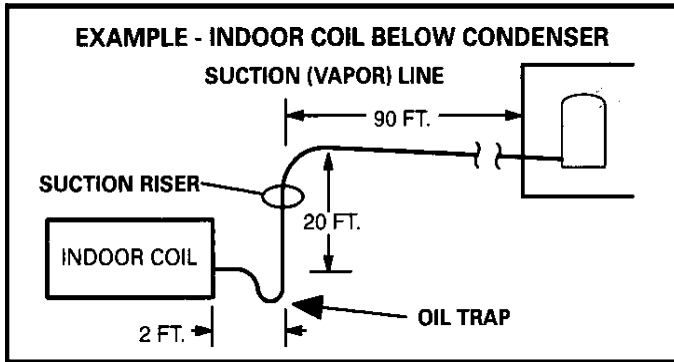 EXAMPLE - INDOOR COIL BELOW CONDENSER
SUCTION (VAPOR) LINE
90 FT.
SUCTION RISER
20 FT.
INDOOR COIL
OIL TRAP
2 FT.